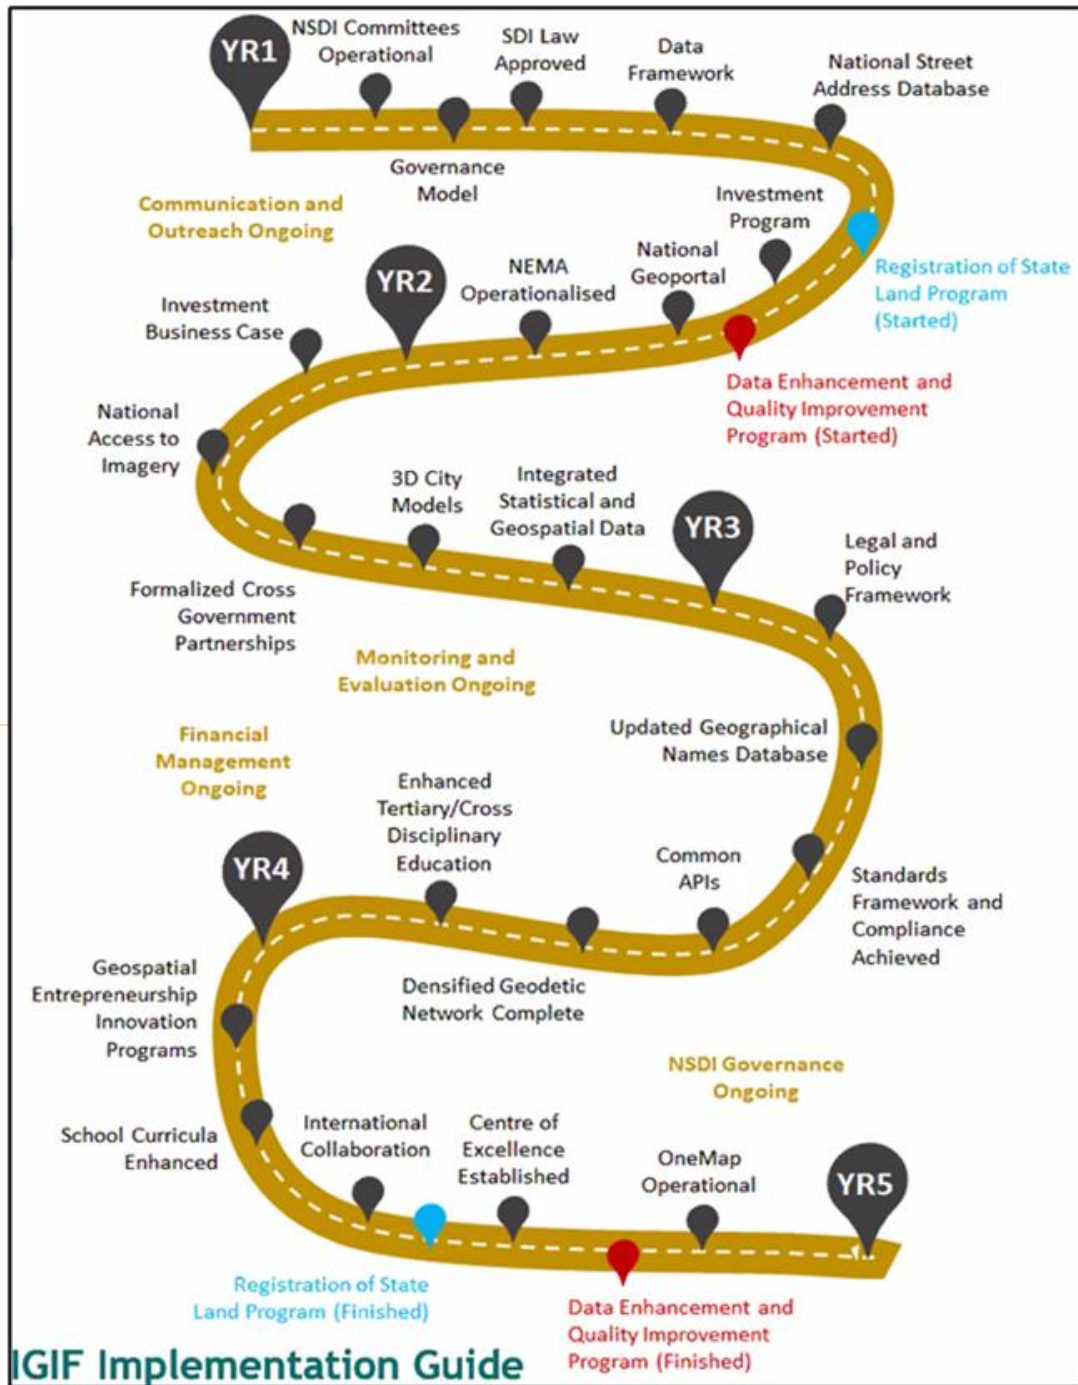 YR1
NSDI Committees
Operational
Governance
Model
SDI Law
Approved
Data
Framework
National Street
Address Database
Registration of State
Land Program
(Started)
Investment
Program
Data Enhancement and
Quality Improvement
Program (Started)
National
Geoportal
NEMA
Operationalised
Communication and
Outreach Ongoing
YR2
Investment
Business Case
National
Access to
Imagery
Formalized Cross
Government
Partnerships
3D City
Models
Integrated
Statistical and
Geospatial Data
YR3
Legal and
Policy
Framework
Monitoring and
Evaluation Ongoing
Updated Geographical
Names Database
Financial
Management
Ongoing
Standards
Framework and
Compliance
Achieved
Common
APIs
Densified Geodetic
Network Complete
Enhanced
Tertiary/Cross
Disciplinary
Education
YR4
Geospatial
Entrepreneurship
Innovation
Programs
NSDI Governance
Ongoing
School Curricula
Enhanced
International
Collaboration
Registration of State
Land Program (Finished)
Centre of
Excellence
Established
Data Enhancement and
Quality Improvement
Program (Finished)
OneMap
Operational
YR5
IGIF Implementation Guide